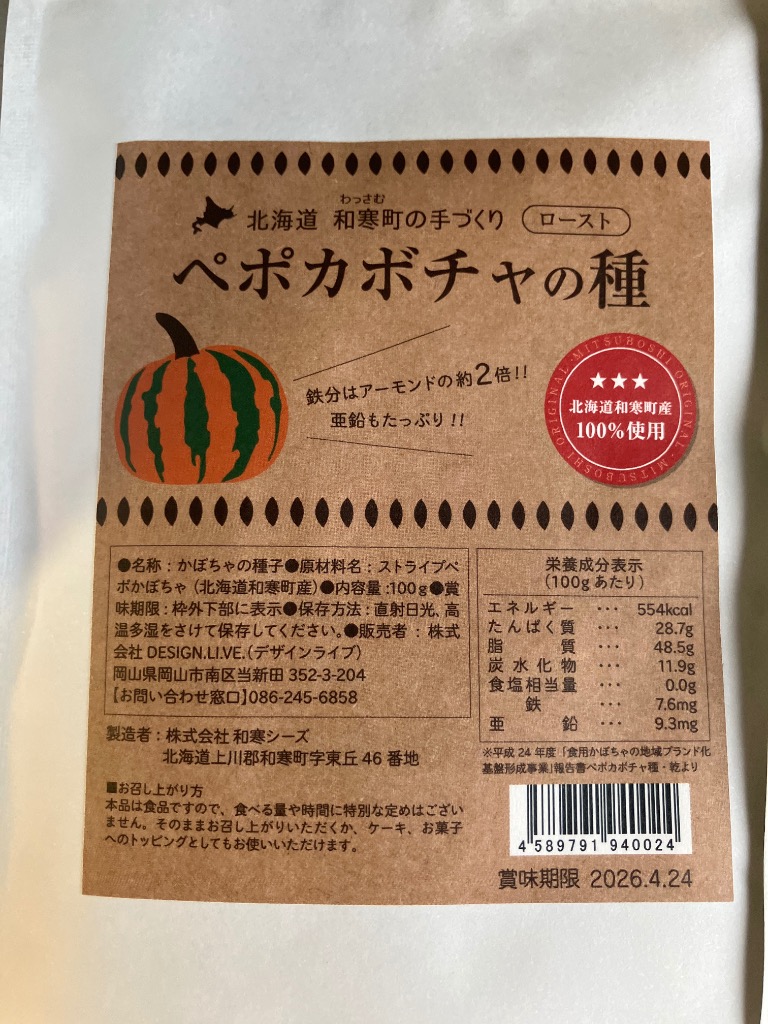 わっさむ
北海道 和寒町の手づくり ロースト
ペポカボチャの種
鉄分はアーモンドの約2倍!!
亜鉛もたっぷり!!
ORIGINAL・MITSUBOSHI ORIGINAL・MITSUBOSHI
★★★
北海道和寒町産
100%使用
●名称：かぼちゃの種子●原材料名：ストライプペ
ポかぼちゃ（北海道和寒町産）●内容量:100g●賞
味期限：枠外下部に表示●保存方法：直射日光、高
温多湿をさけて保存してください。●販売者：株式
会社 DESIGN.LI.VE.（デザインライブ）
岡山県岡山市南区当新田 352-3-204
【お問い合わせ窓口】086-245-6858
栄養成分表示
（100gあたり）
エネルギー ··· 554kcal
たんぱく質 ··· 28.7g
脂質 ··· 48.5g
炭水化物 ··· 11.9g
食塩相当量 ··· 0.0g
鉄 ··· 7.6mg
亜鉛 ··· 9.3mg
※平成 24 年度「食用かぼちゃの地域ブランド化
基盤形成事業」報告書ペポカボチャ種・乾より
製造者：株式会社 和寒シーズ
北海道上川郡和寒町字東丘 46 番地
■お召し上がり方
本品は食品ですので、食べる量や時間に特別な定めはござい
ません。そのままお召し上がりいただくか、ケーキ、お菓子
へのトッピングとしてもお使いいただけます。
4 589791 940024
賞味期限 2026.4.24